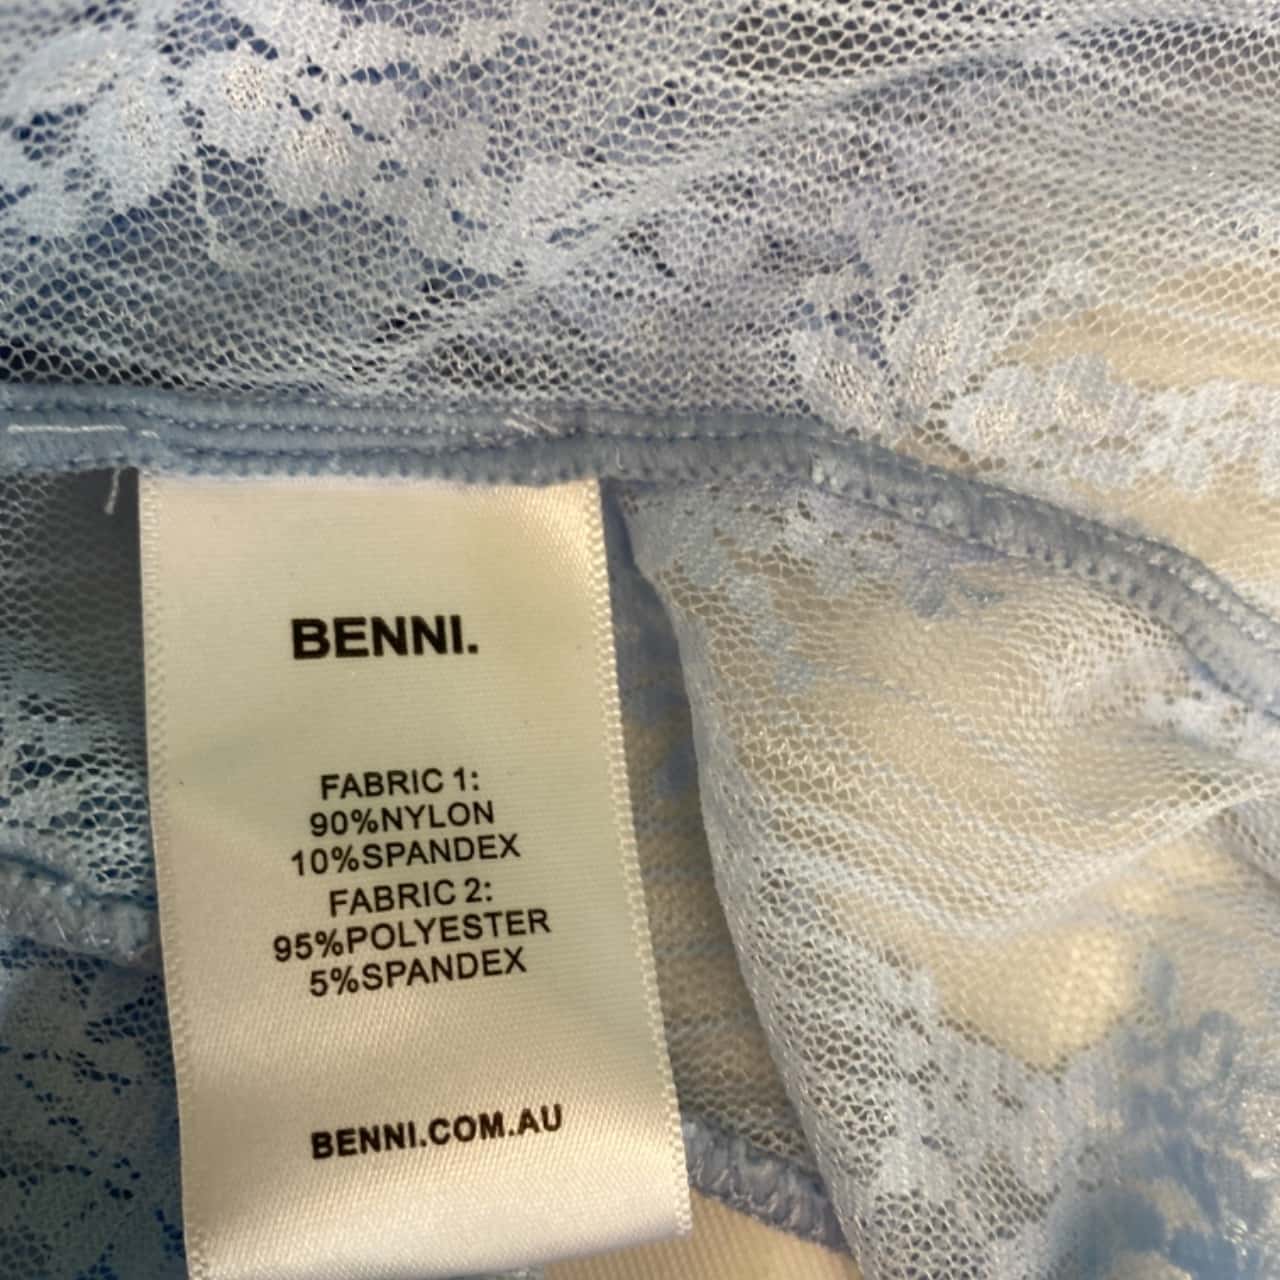 BENNI.
FABRIC 1:
90%NYLON
10%SPANDEX
FABRIC 2:
95%POLYESTER
5%SPANDEX
BENNI.COM.AU